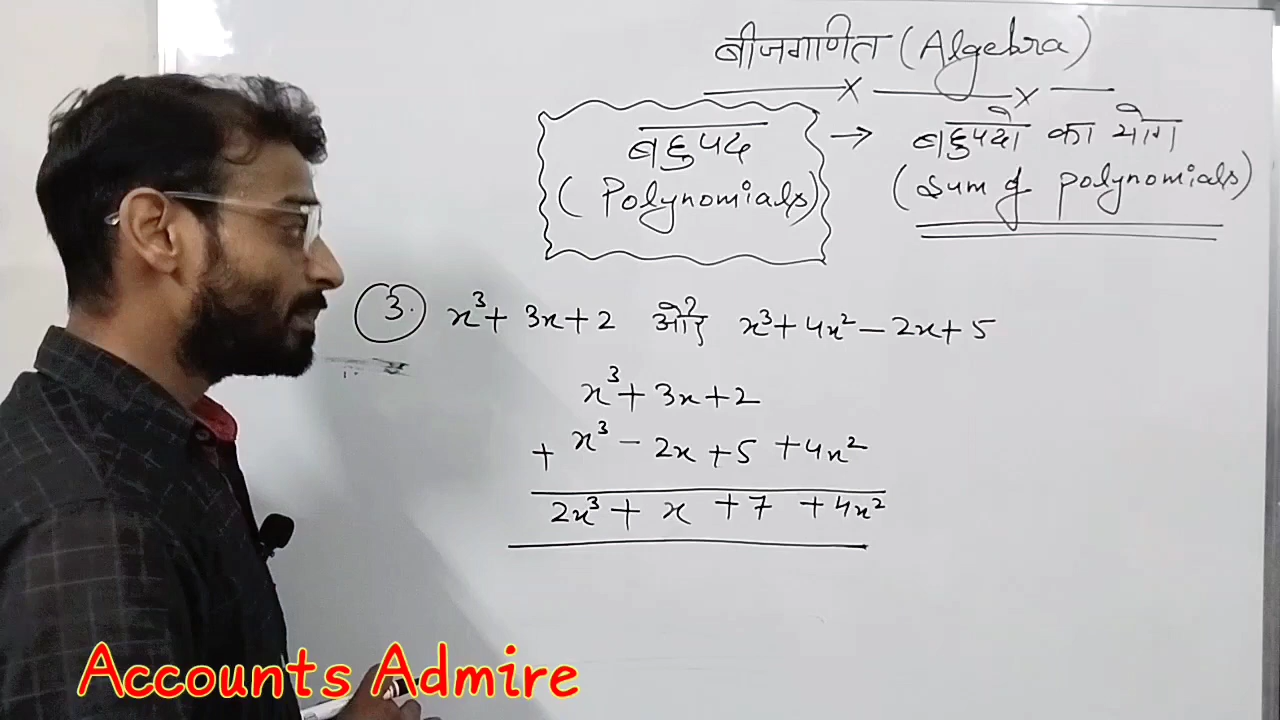 बीजगणित (Algebra)
बहुपद
(Polynomials)
→ बहुपदों का योग
(Sum of polynomials)
3. x³ + 3x + 2 और x³ + 4x² − 2x + 5
x³ + 3x + 2
+ x³ − 2x + 5 + 4x²
2x³ + x + 7 + 4x²
Accounts Admire